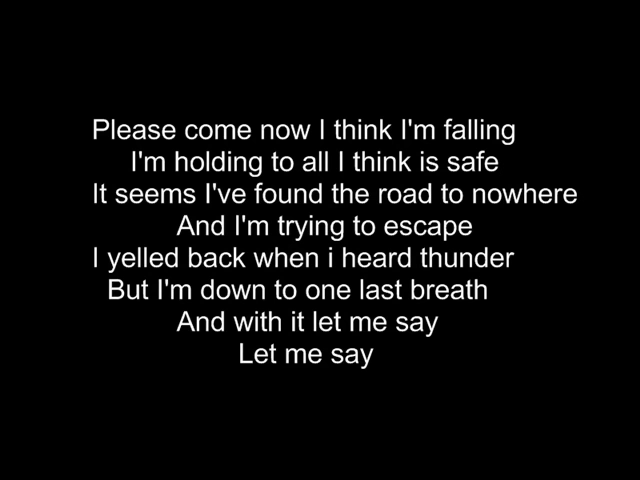 Please come now I think I'm falling
I'm holding to all I think is safe
It seems I've found the road to nowhere
And I'm trying to escape
I yelled back when i heard thunder
But I'm down to one last breath
And with it let me say
Let me say